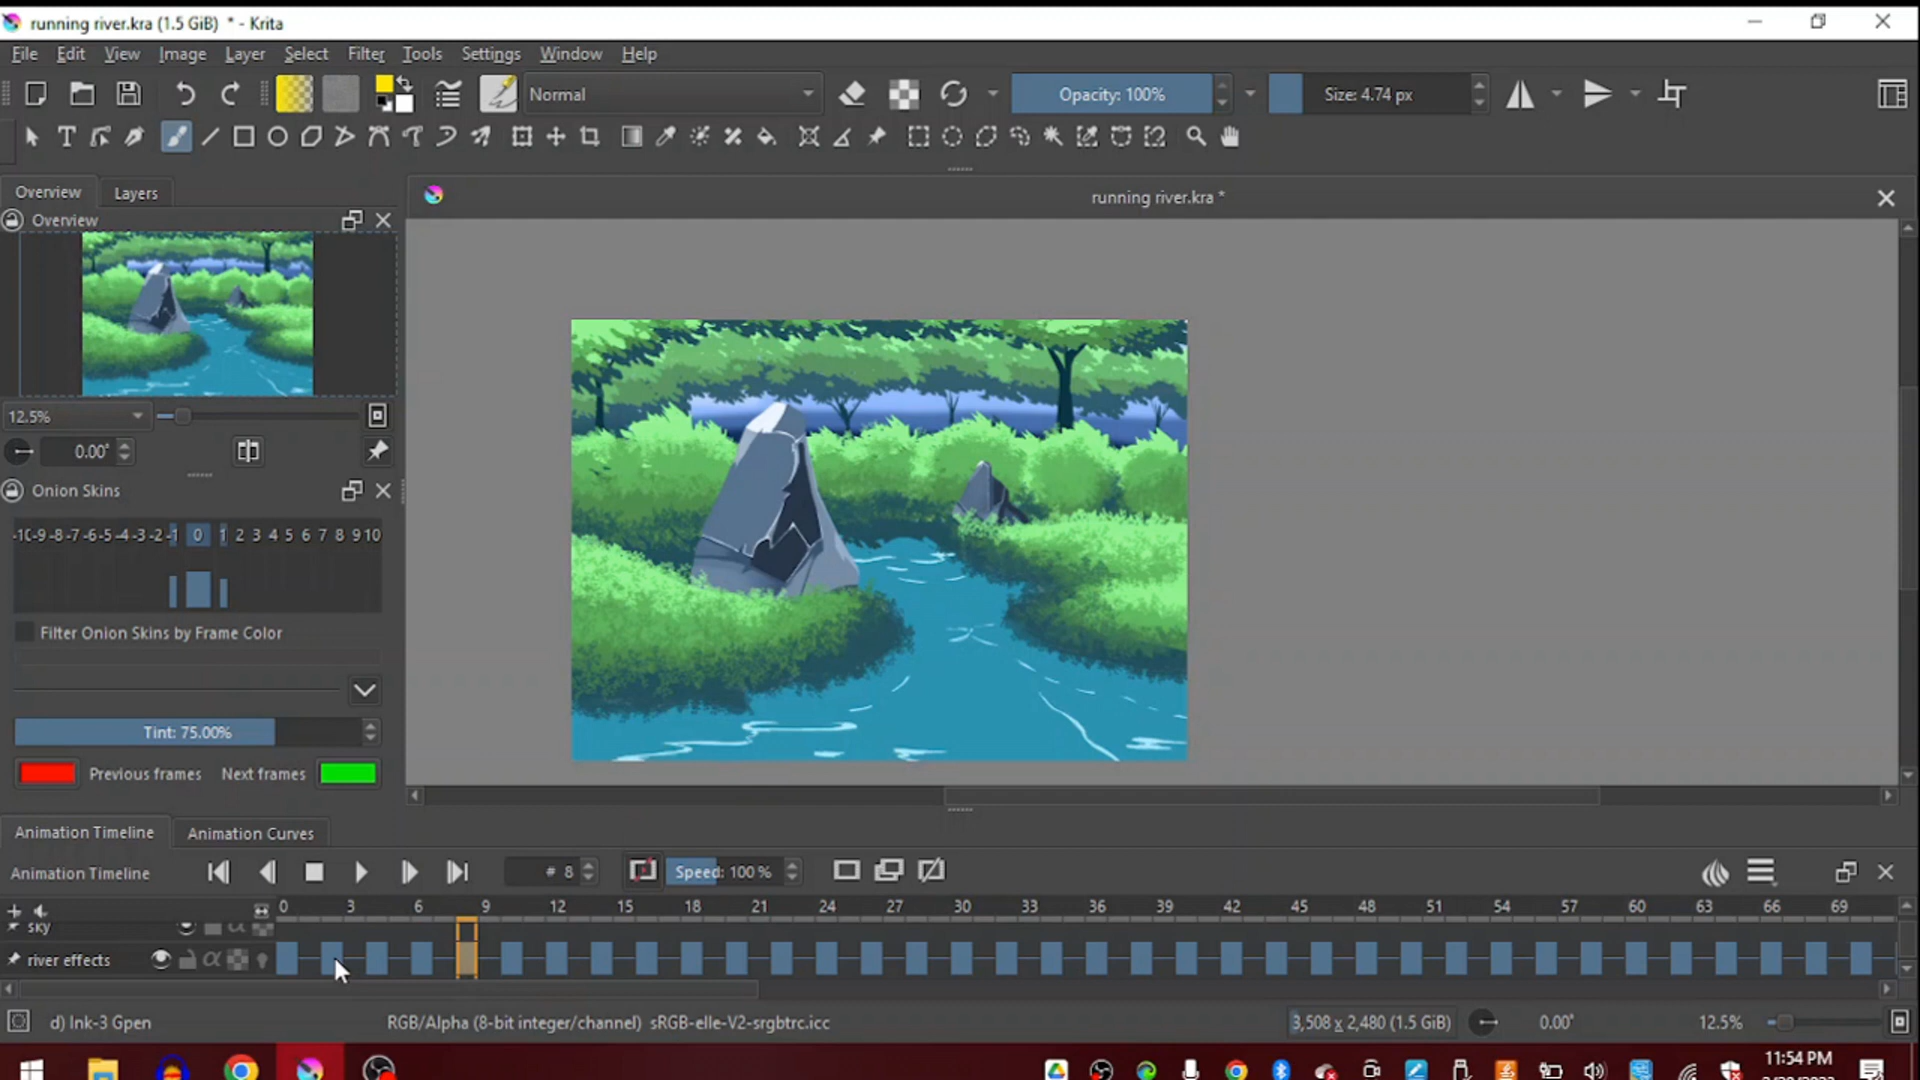 running river.kra (1.5 GiB) * - Krita
File Edit View Image Layer Select Filter Tools Settings Window Help
Normal
Opacity: 100%
Size: 4.74 px
Overview Layers
running river.kra *
Overview
12.5%
0.00°
Onion Skins
-10 -9 -8 -7 -6 -5 -4 -3 -2 -1 0 1 2 3 4 5 6 7 8 9 10
Filter Onion Skins by Frame Color
Tint: 75.00%
Previous frames Next frames
Animation Timeline Animation Curves
Animation Timeline
# 8
Speed: 100 %
0 3 6 9 12 15 18 21 24 27 30 33 36 39 42 45 48 51 54 57 60 63 66 69
sky
river effects
d) Ink-3 Gpen
RGB/Alpha (8-bit integer/channel) sRGB-elle-V2-srgbtrc.icc
3,508 x 2,480 (1.5 GiB)
0.00°
12.5%
11:54 PM